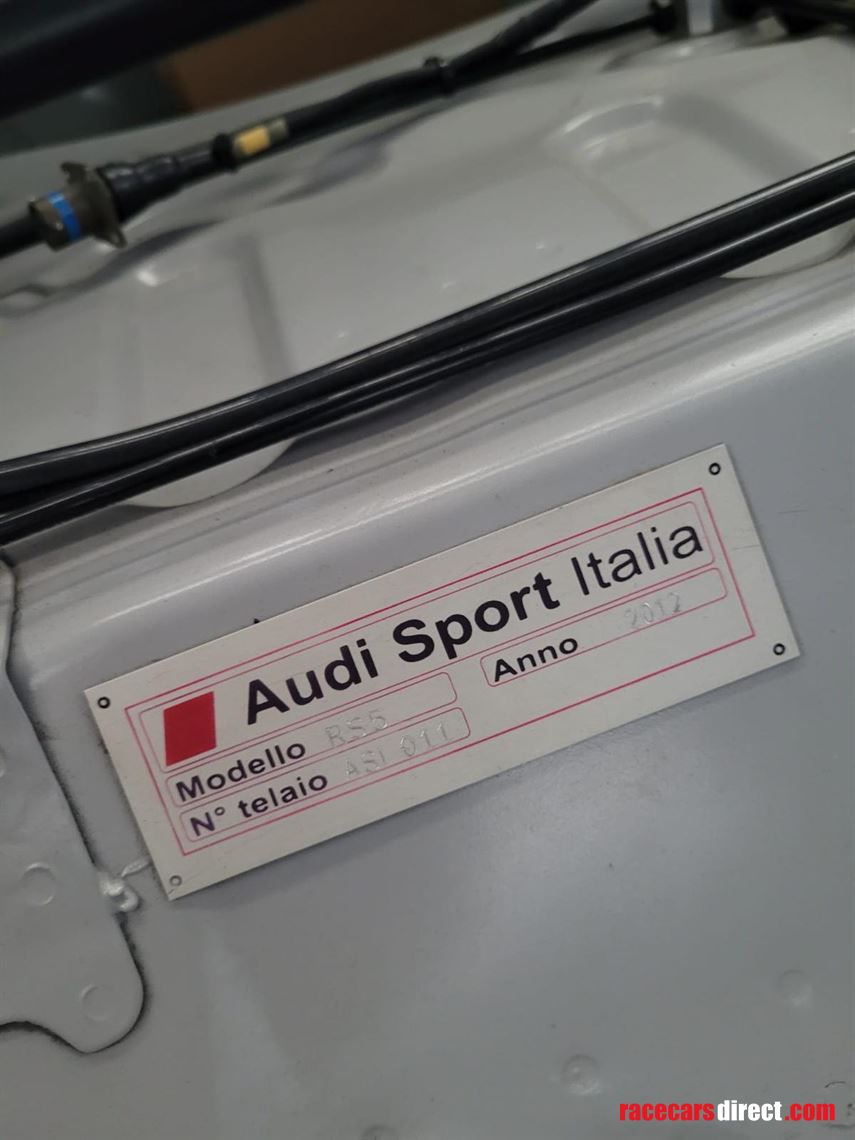 Audi Sport Italia
Modello RS5 Anno 2012
N° telaio ASI 011
racecarsdirect.com